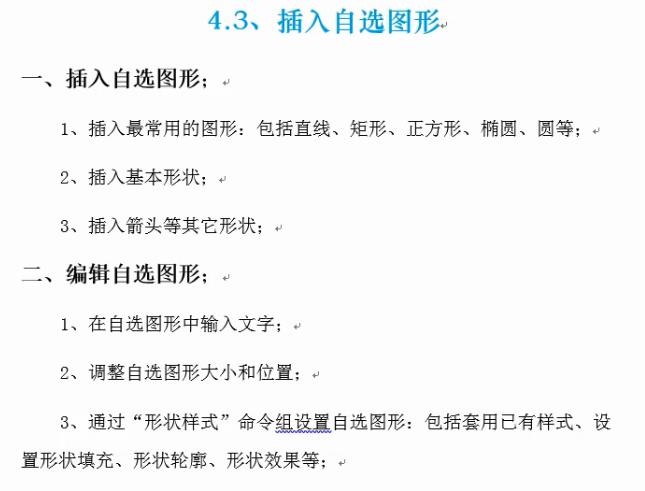 4.3、插入自选图形
一、插入自选图形；
1、插入最常用的图形：包括直线、矩形、正方形、椭圆、圆等；
2、插入基本形状；
3、插入箭头等其它形状；
二、编辑自选图形；
1、在自选图形中输入文字；
2、调整自选图形大小和位置；
3、通过“形状样式”命令组设置自选图形：包括套用已有样式、设
置形状填充、形状轮廓、形状效果等；